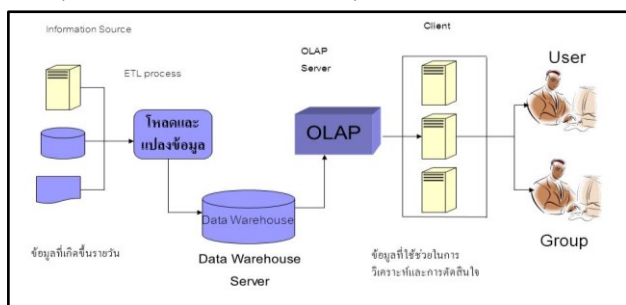 Information Source
ETL process
โหลดและ
แปลงข้อมูล
Data Warehouse
Data Warehouse
Server
OLAP
Server
OLAP
Client
User
Group
ข้อมูลที่เกิดขึ้นรายวัน
ข้อมูลที่ใช้ช่วยในการ
วิเคราะห์และการตัดสินใจ